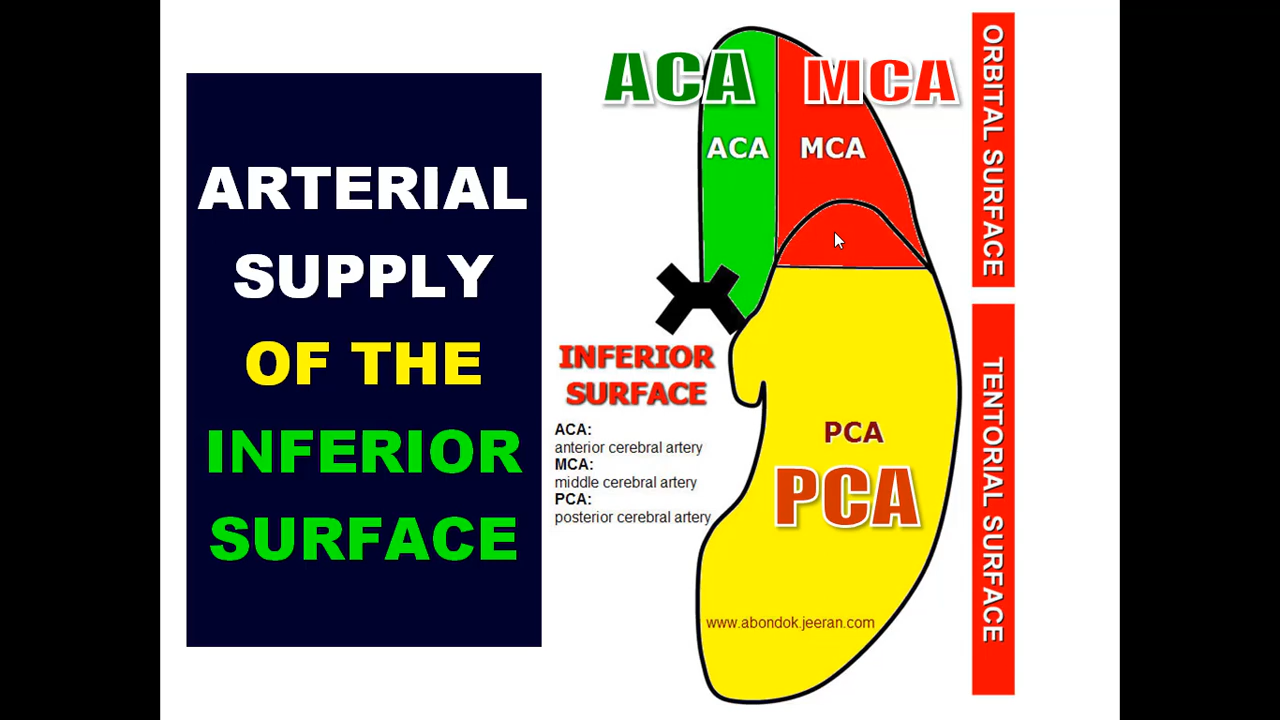 ARTERIAL
SUPPLY
OF THE
INFERIOR
SURFACE
ACA
MCA
ACA
MCA
INFERIOR
SURFACE
ACA:
anterior cerebral artery
MCA:
middle cerebral artery
PCA:
posterior cerebral artery
PCA
PCA
www.abondok.jeeran.com
ORBITAL SURFACE
TENTORIAL SURFACE